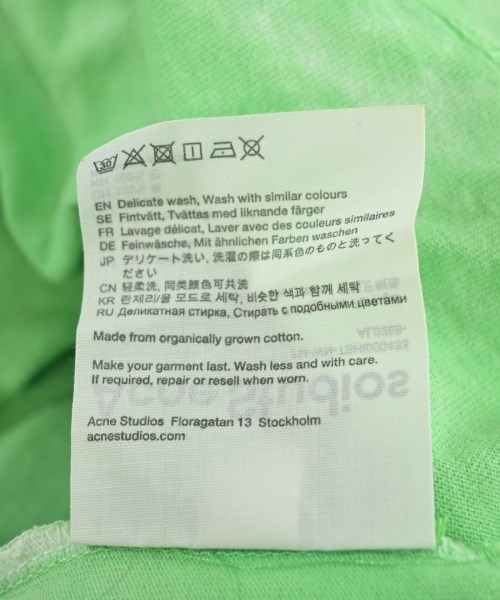 30
EN Delicate wash, Wash with similar colours
SE Fintvätt, Tvättas med liknande färger
FR Lavage délicat, Laver avec des couleurs similaires
DE Feinwäsche, Mit ähnlichen Farben waschen
JP デリケート洗い, 洗濯の際は同系色のものと洗ってく
ださい
CN 轻柔洗, 同类颜色可共洗
KR 란제리/울 모드로 세탁, 비슷한 색과 함께 세탁
RU Деликатная стирка, Стирать с подобными цветами
Made from organically grown cotton.
Make your garment last. Wash less and with care.
If required, repair or resell when worn.
Acne Studios Floragatan 13 Stockholm
acnestudios.com
Acne Studios